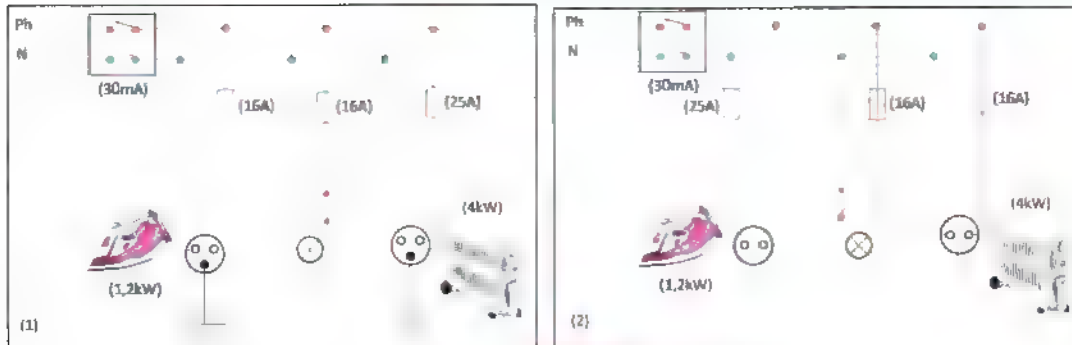 Ph
N
(30mA)
(16A)
(16A)
(25A)
(4kW)
(1,2kW)
(1)
Ph
N
(30mA)
(25A)
(16A)
(16A)
(4kW)
(1,2kW)
(2)